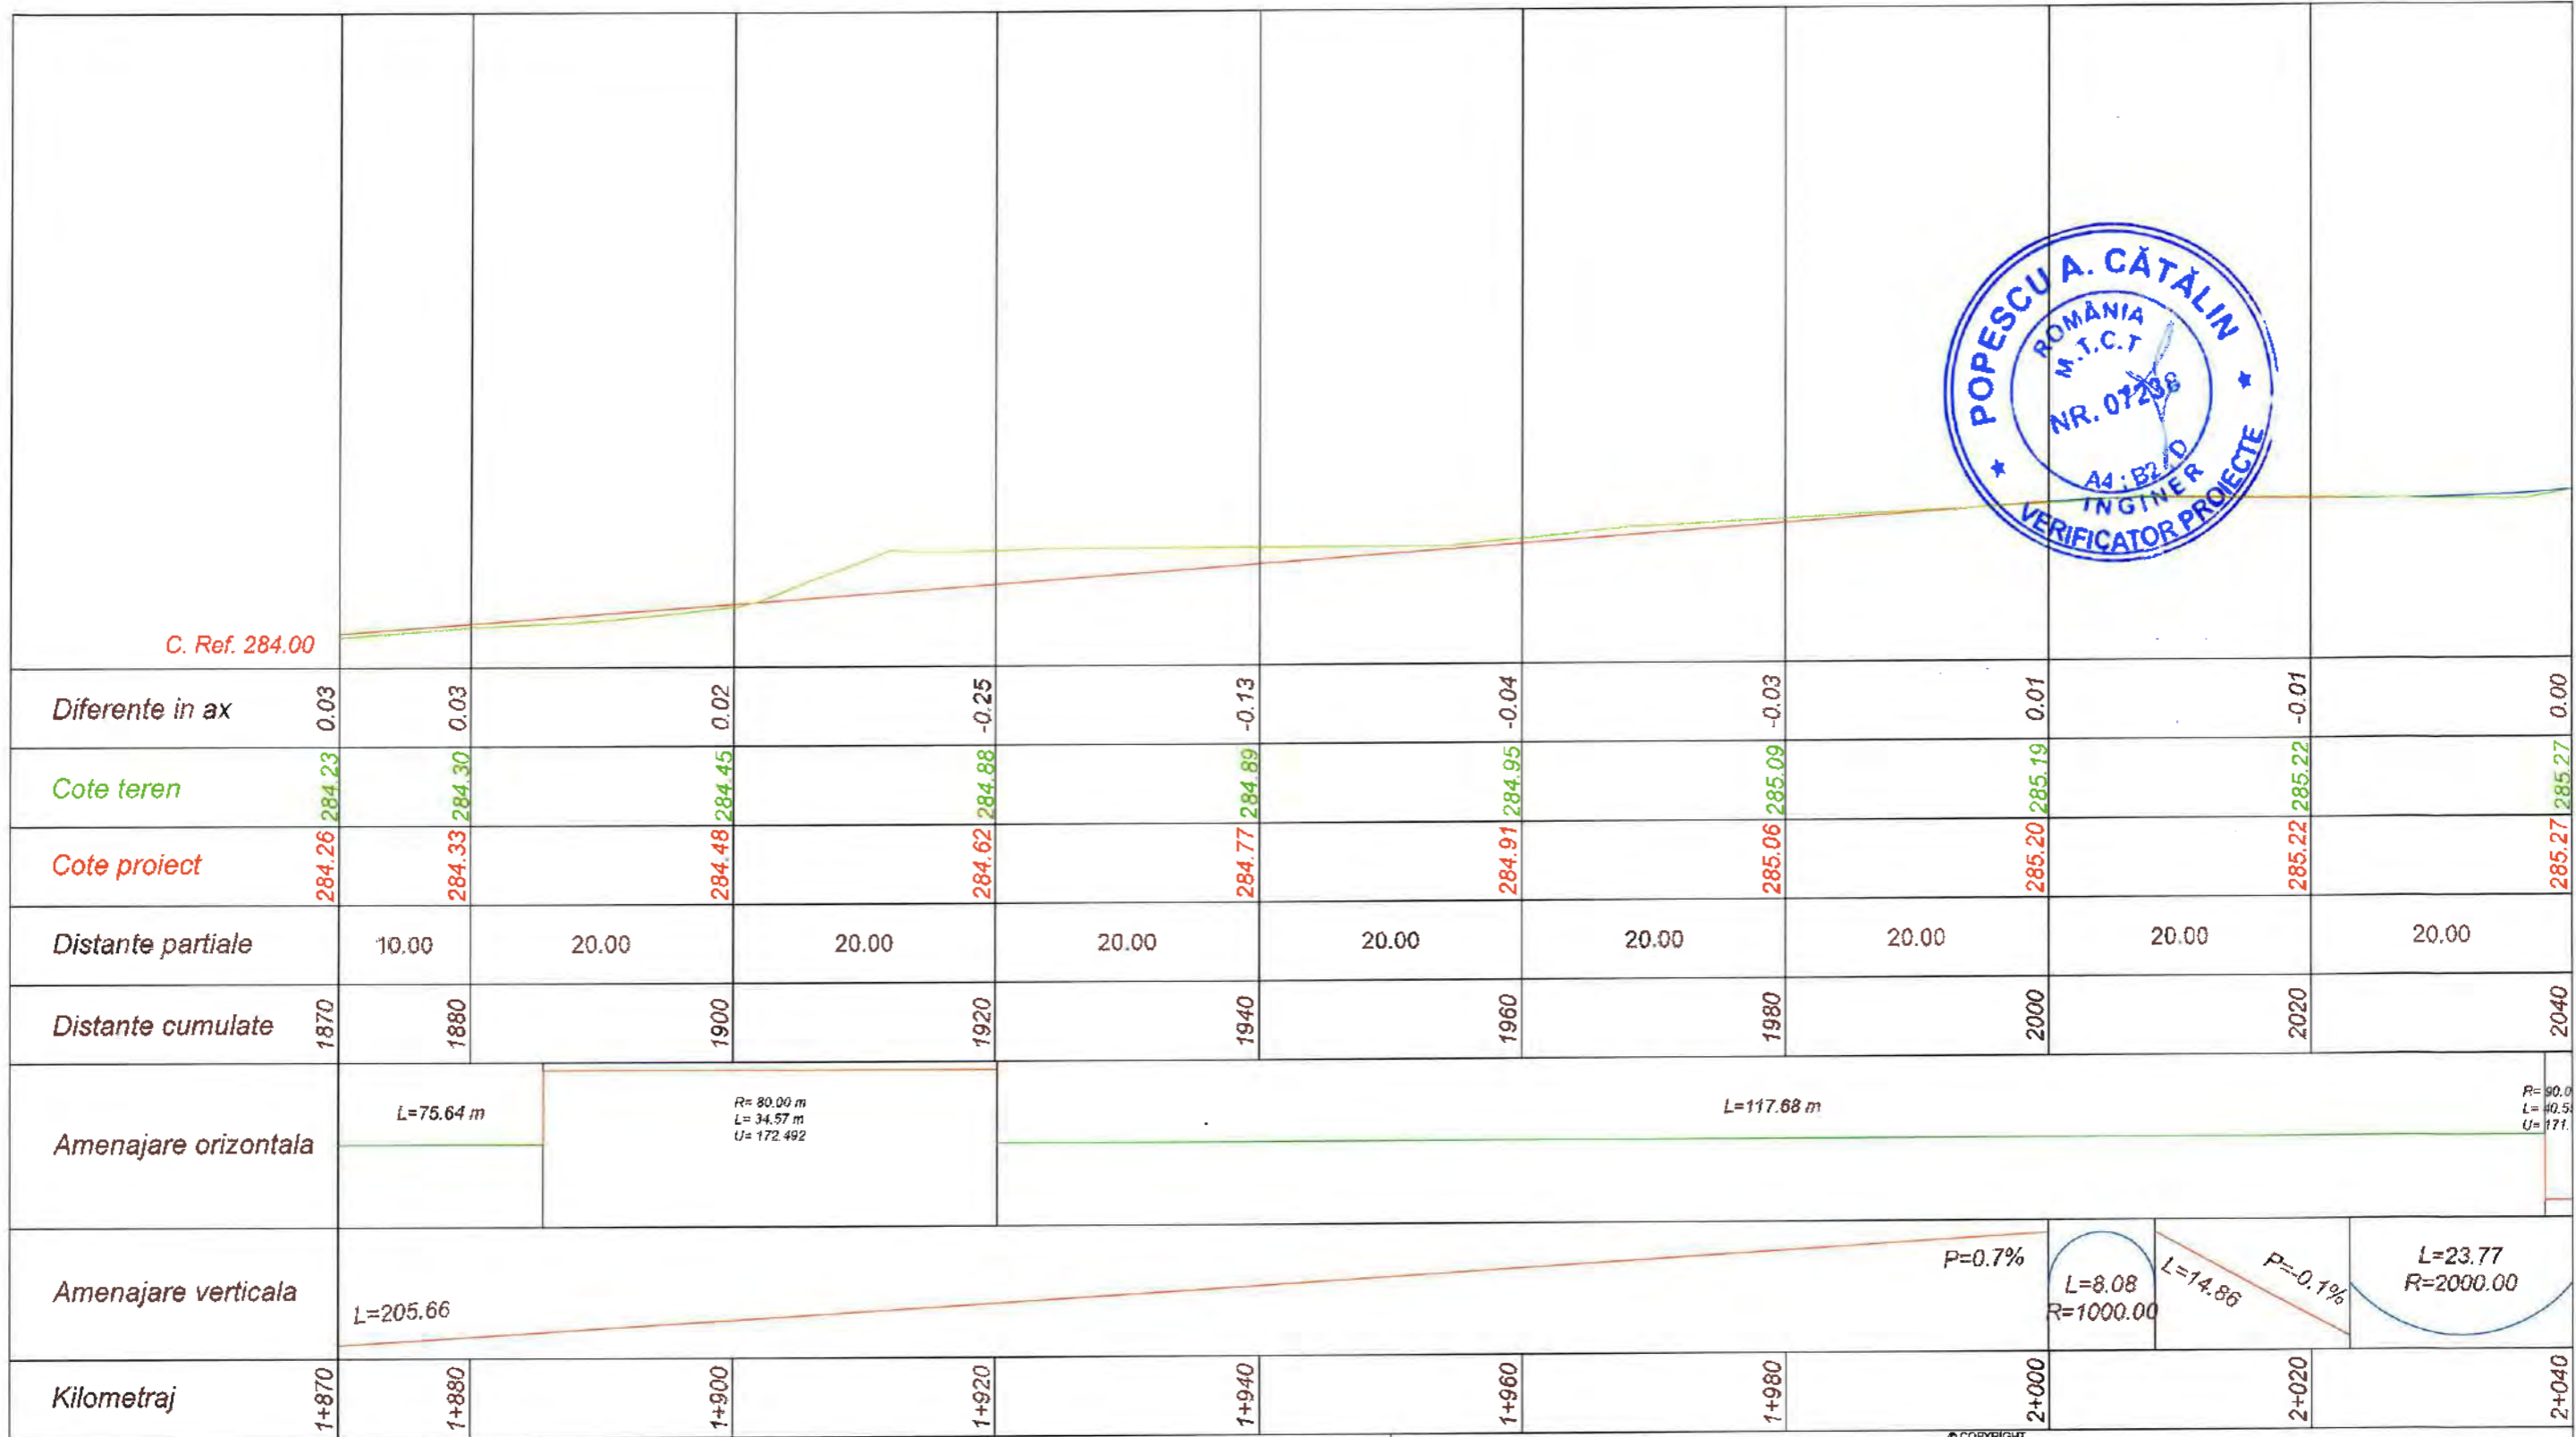 POPESCU A. CĂTĂLIN
ROMÂNIA
M.T.C.T
A4 ; B2 D
INGINER
VERIFICATOR PROIECTE
C. Ref. 284.00
Diferente in ax 0.03 0.03 0.02 -0.25 -0.13 -0.04 -0.03 0.01 -0.01 0.00
Cote teren 284.23 284.30 284.45 284.88 284.89 284.95 285.09 285.19 285.22 285.27
Cote proiect 284.26 284.33 284.48 284.62 284.77 284.91 285.06 285.20 285.22 285.27
Distante partiale 10.00 20.00 20.00 20.00 20.00 20.00 20.00 20.00 20.00
Distante cumulate 1870 1880 1900 1920 1940 1960 1980 2000 2020 2040
Amenajare orizontala
L=75.64 m
R= 80.00 m
L= 34.57 m
U= 172.492
L=117.68 m
R= 90.0
L= 40.5
U= 171.
Amenajare verticala
L=205.66
P=0.7%
L=8.08
R=1000.00
L=14.86
P=-0.1%
L=23.77
R=2000.00
Kilometraj 1+870 1+880 1+900 1+920 1+940 1+960 1+980 2+000 2+020 2+040
© COPYRIGHT